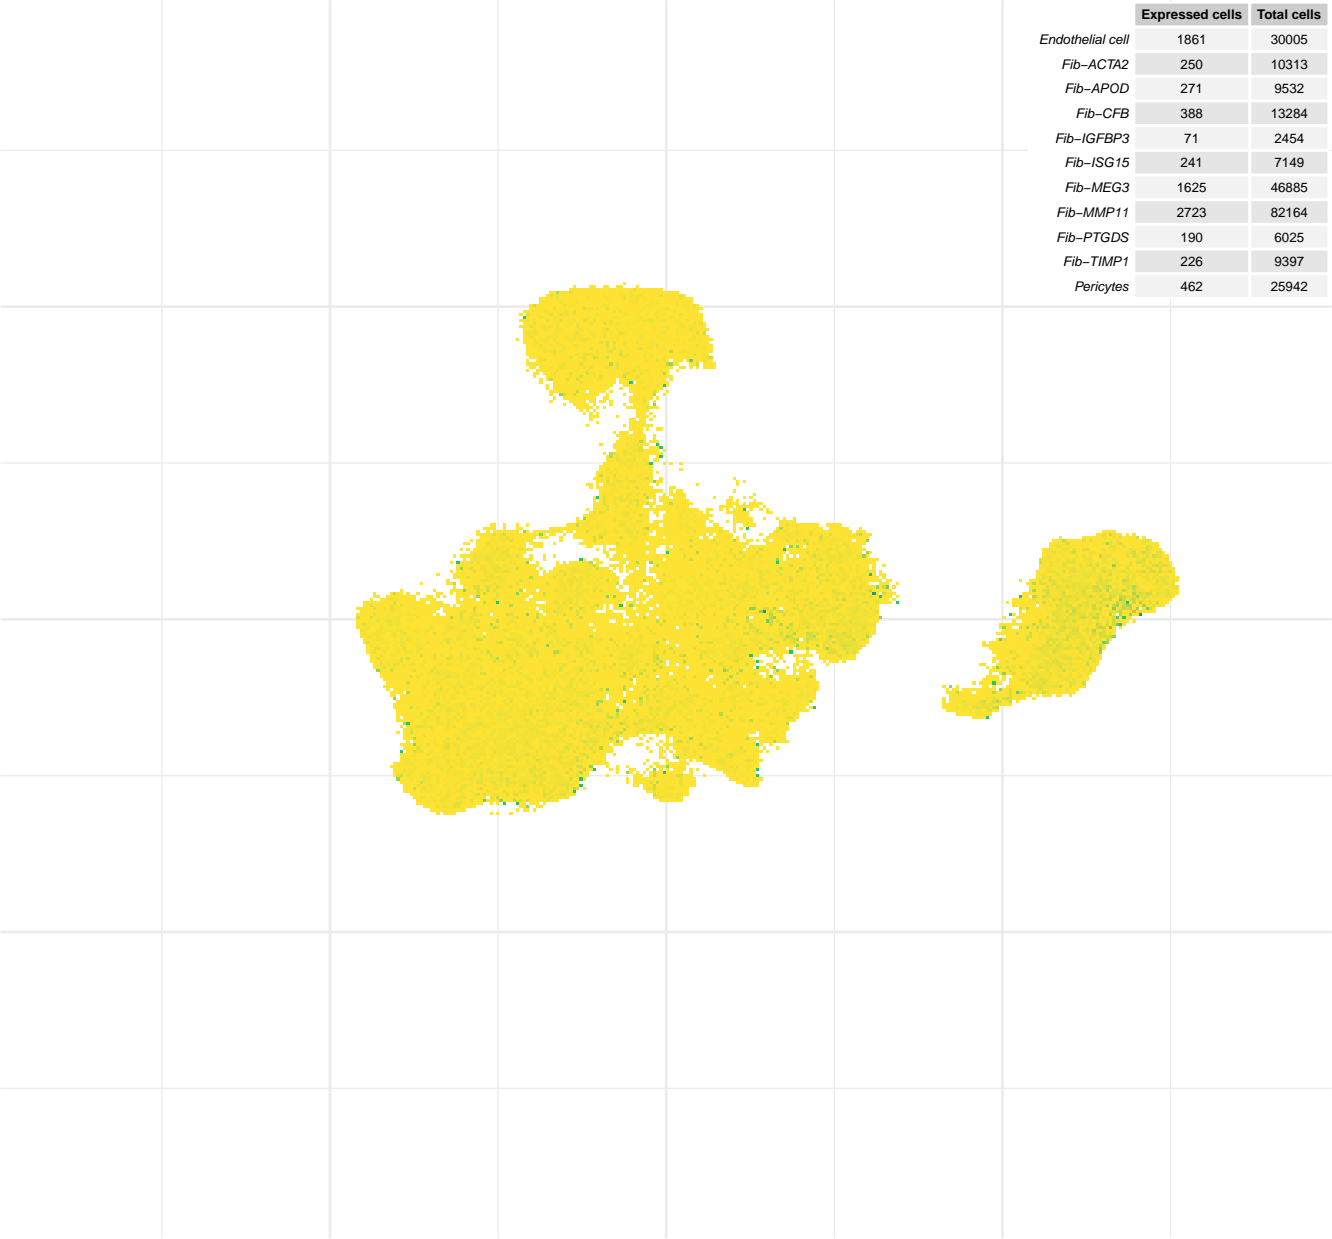 Expressed cells Total cells
Endothelial cell 1861 30005
Fib−ACTA2 250 10313
Fib−APOD 271 9532
Fib−CFB 388 13284
Fib−IGFBP3 71 2454
Fib−ISG15 241 7149
Fib−MEG3 1625 46885
Fib−MMP11 2723 82164
Fib−PTGDS 190 6025
Fib−TIMP1 226 9397
Pericytes 462 25942